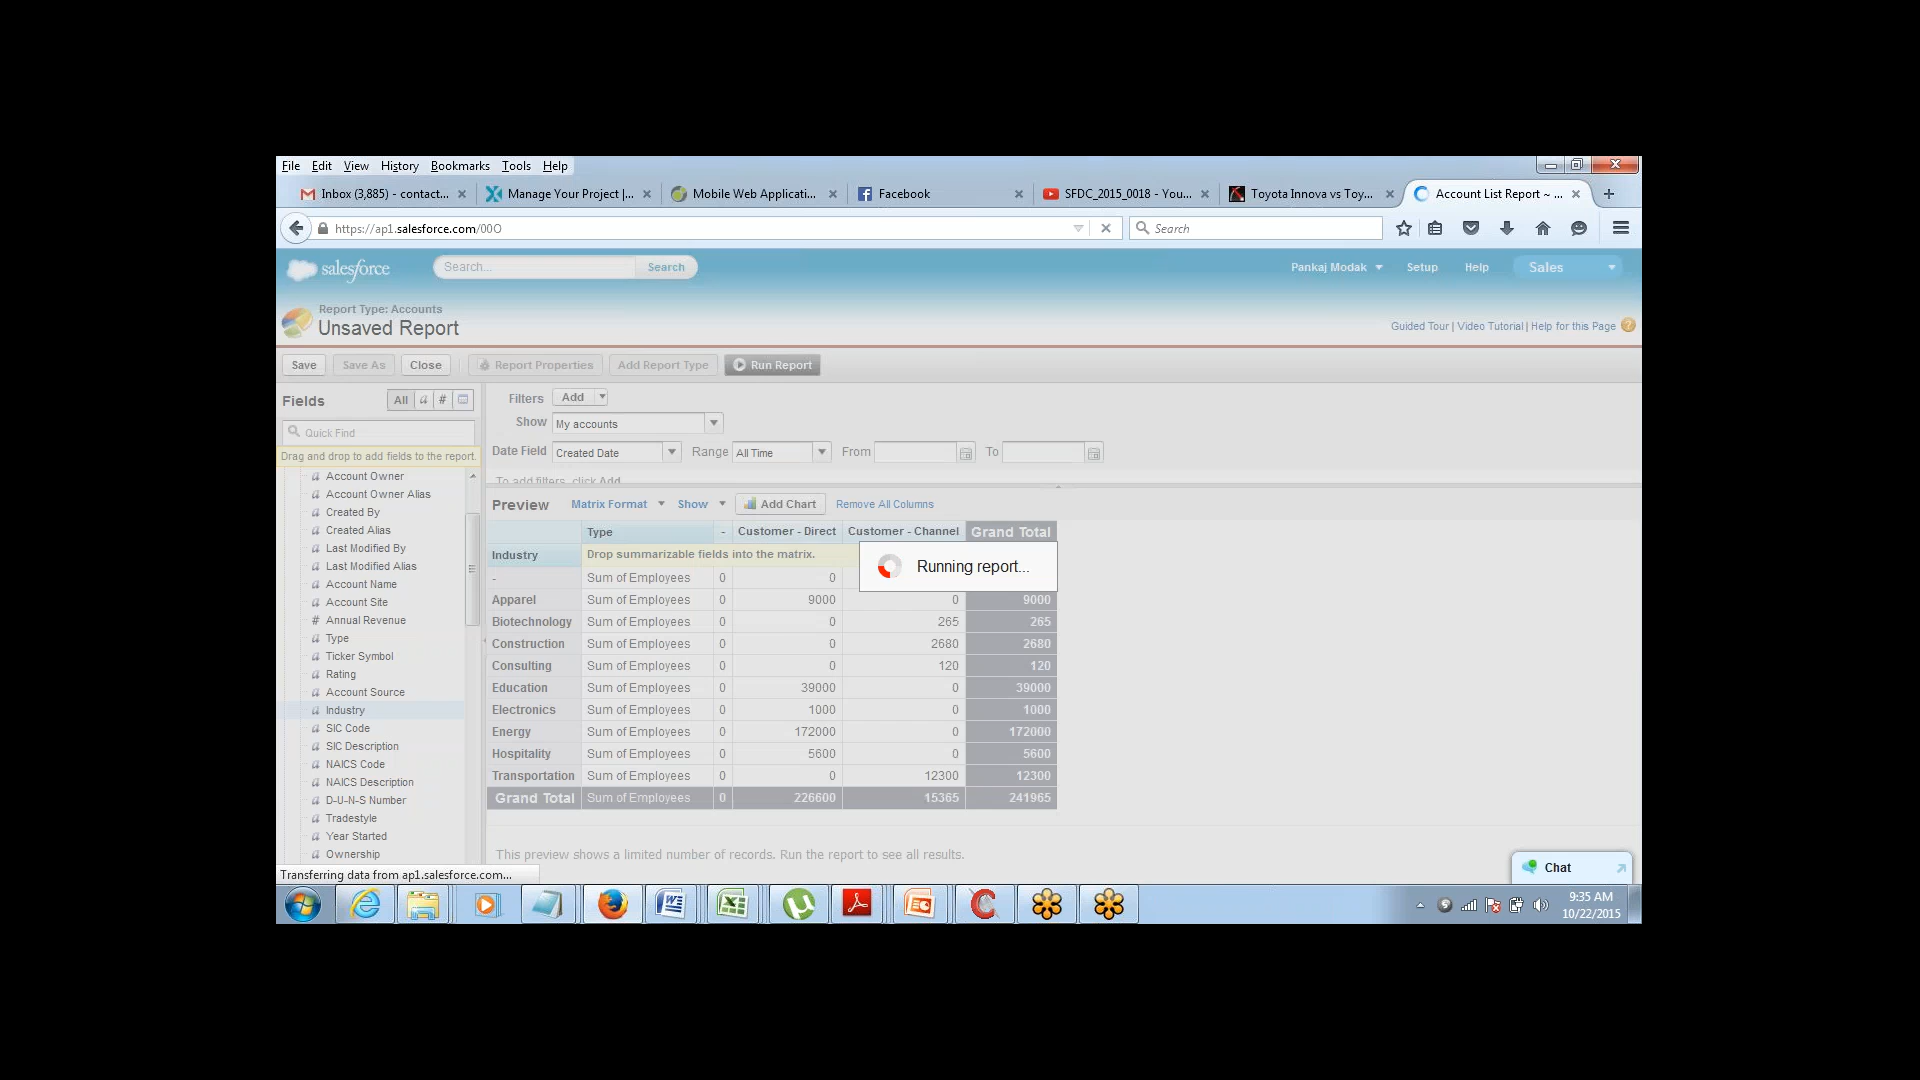 File Edit View History Bookmarks Tools Help
Inbox (3,885) - contact... Manage Your Project |... Mobile Web Applicati... Facebook SFDC_2015_0018 - You... Toyota Innova vs Toy... Account List Report ~ ...
https://ap1.salesforce.com/00O Search
salesforce Search... Search Pankaj Modak Setup Help Sales
Report Type: Accounts
Unsaved Report
Guided Tour | Video Tutorial | Help for this Page
Save Save As Close Report Properties Add Report Type Run Report
Fields All a #
Quick Find
Drag and drop to add fields to the report.
Account Owner
Account Owner Alias
Created By
Created Alias
Last Modified By
Last Modified Alias
Account Name
Account Site
# Annual Revenue
Type
Ticker Symbol
Rating
Account Source
Industry
SIC Code
SIC Description
NAICS Code
NAICS Description
D-U-N-S Number
Tradestyle
Year Started
Ownership
Filters Add
Show My accounts
Date Field Created Date Range All Time From To
To add filters, click Add
Preview Matrix Format Show Add Chart Remove All Columns
Type - Customer - Direct Customer - Channel Grand Total
Industry Drop summarizable fields into the matrix.
Running report...
- Sum of Employees 0 0
Apparel Sum of Employees 0 9000 0 9000
Biotechnology Sum of Employees 0 0 265 265
Construction Sum of Employees 0 0 2680 2680
Consulting Sum of Employees 0 0 120 120
Education Sum of Employees 0 39000 0 39000
Electronics Sum of Employees 0 1000 0 1000
Energy Sum of Employees 0 172000 0 172000
Hospitality Sum of Employees 0 5600 0 5600
Transportation Sum of Employees 0 0 12300 12300
Grand Total Sum of Employees 0 226600 15365 241965
This preview shows a limited number of records. Run the report to see all results.
Chat
Transferring data from ap1.salesforce.com...
9:35 AM
10/22/2015